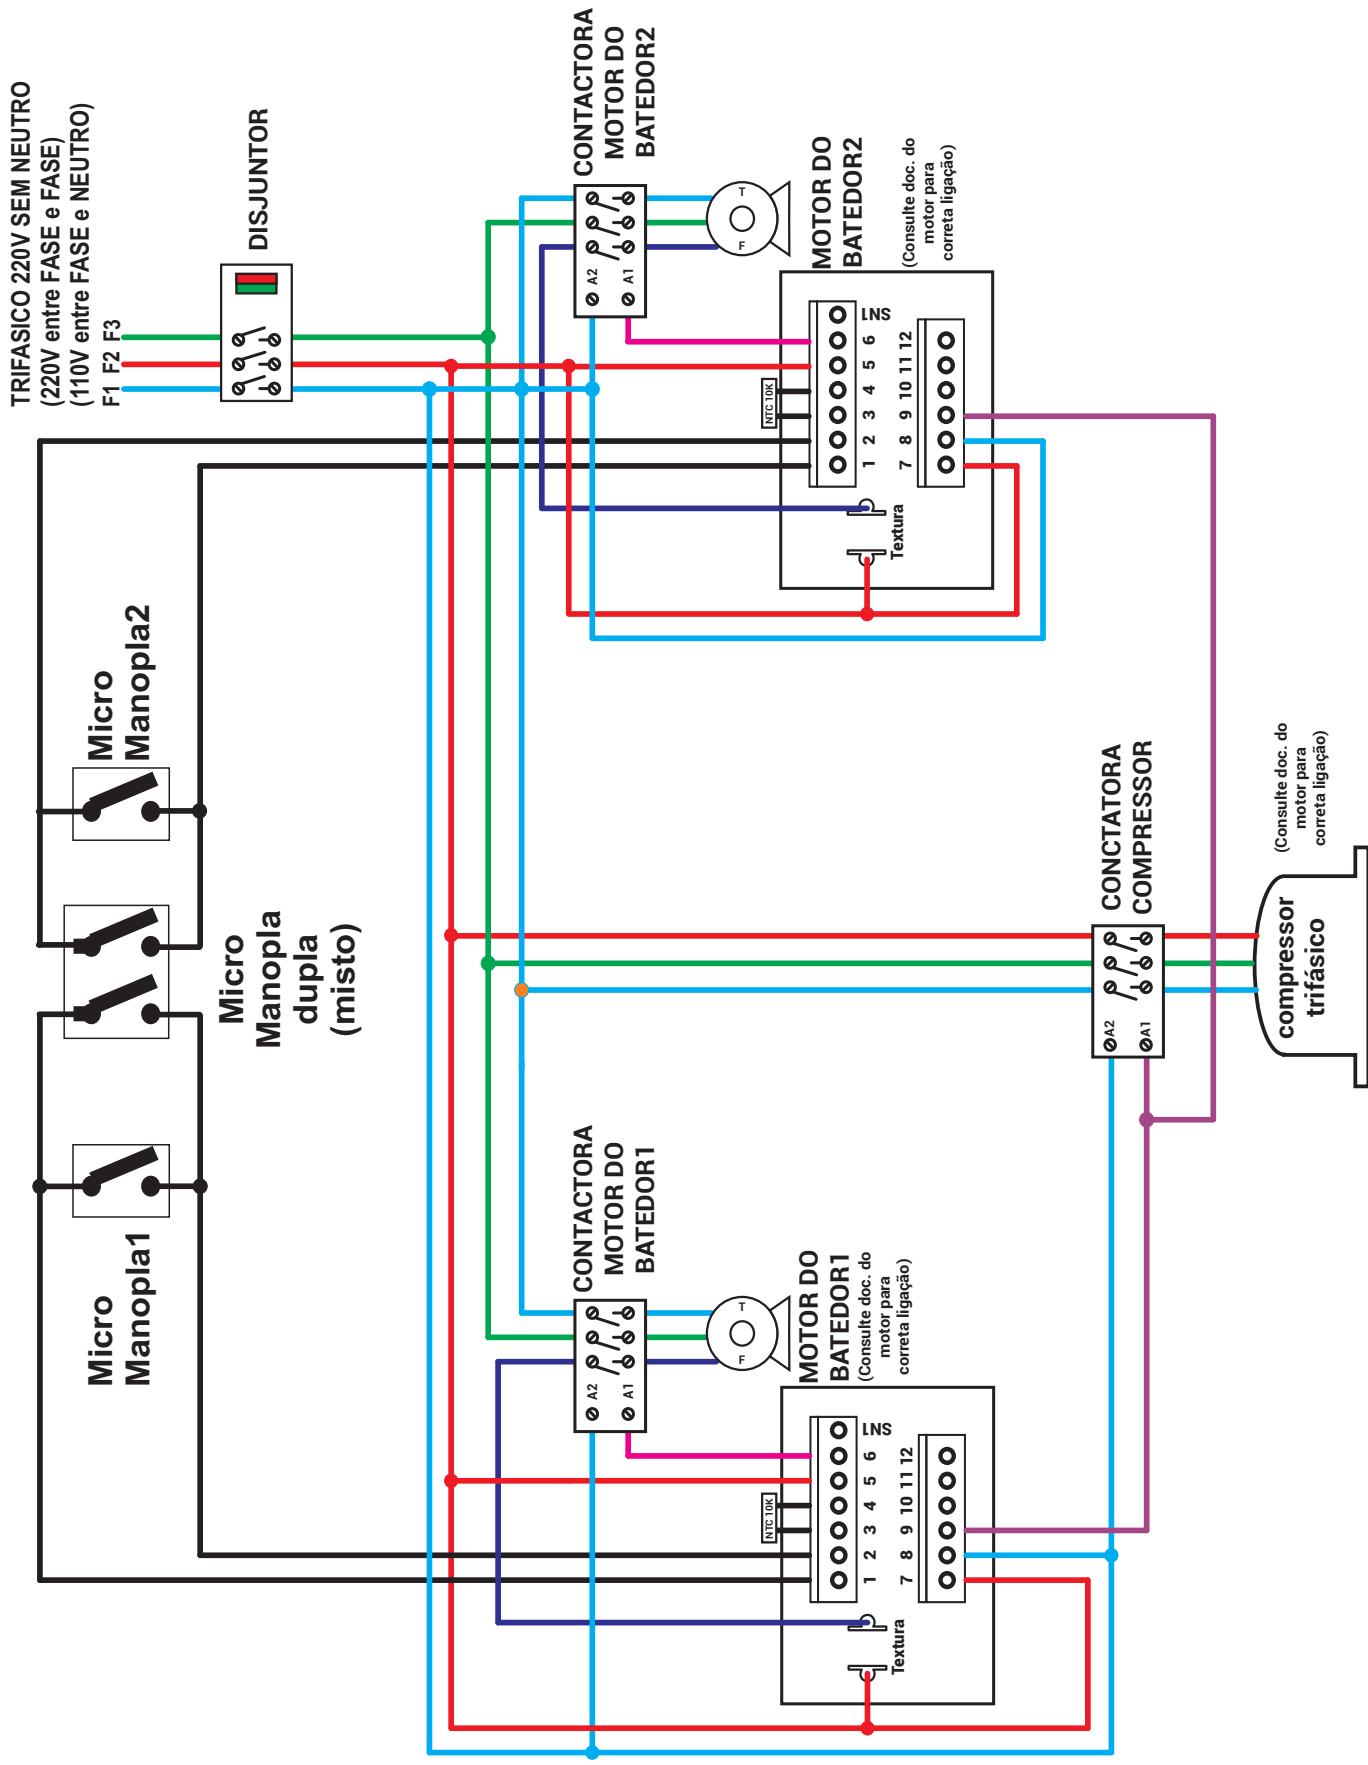 TRIFASICO 220V SEM NEUTRO
(220V entre FASE e FASE)
(110V entre FASE e NEUTRO)
F1 F2 F3
DISJUNTOR
CONTACTORA
MOTOR DO
BATEDOR2
A2
A1
F
T
MOTOR DO
BATEDOR2
(Consulte doc. do
motor para
correta ligação)
NTC 10K
1 2 3 4 5 6 SN1
7 8 9 10 11 12
Textura
Micro
Manopla2
Micro
Manopla
dupla
(misto)
Micro
Manopla1
CONCTATORA
COMPRESSOR
A2
A1
(Consulte doc. do
motor para
correta ligação)
compressor
trifásico
CONTACTORA
MOTOR DO
BATEDOR1
A2
A1
F
T
MOTOR DO
BATEDOR1
(Consulte doc. do
motor para
correta ligação)
NTC 10K
1 2 3 4 5 6 SN1
7 8 9 10 11 12
Textura